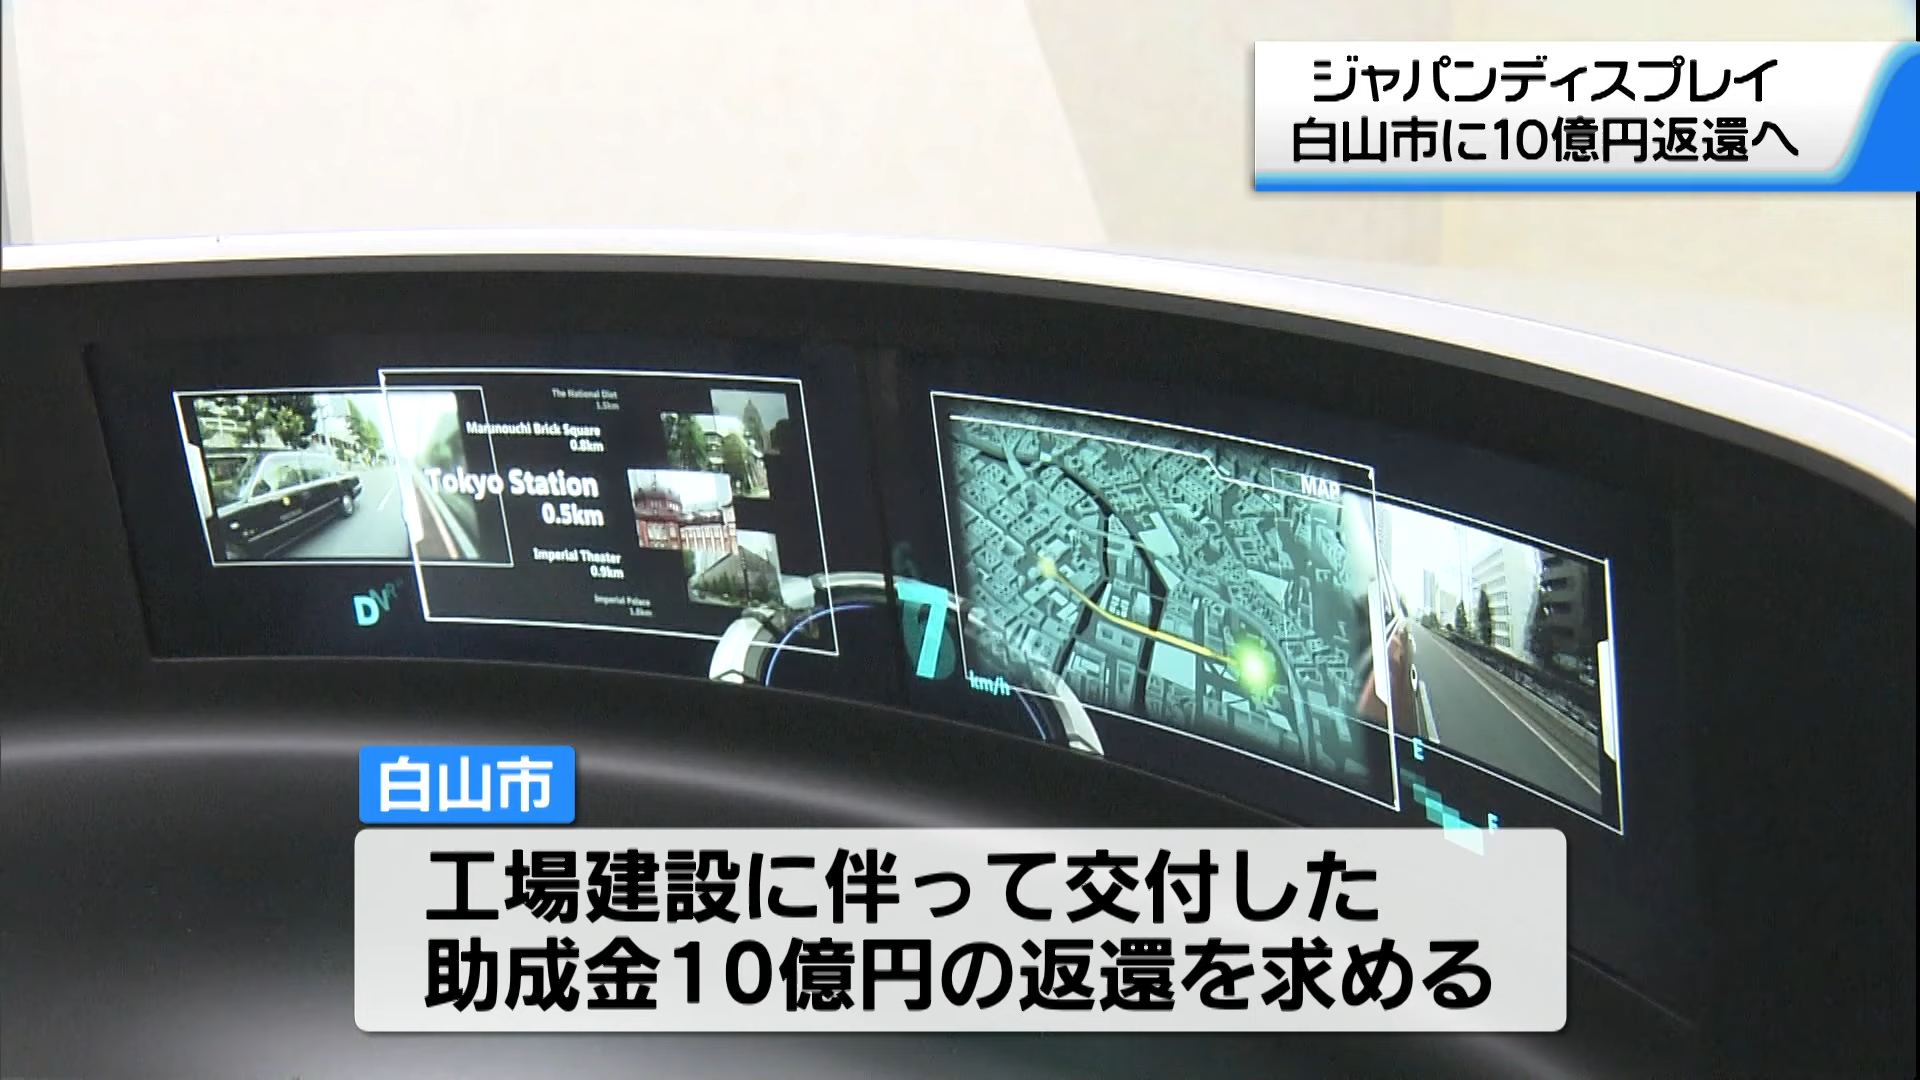 ジャパンディスプレイ
白山市に10億円返還へ
The National Diet
1.5km
Marunouchi Brick Square
0.8km
Tokyo Station
0.5km
Imperial Theater
0.9km
Imperial Palace
1.8km
DVR
7
km/h
MAP
E
F
白山市
工場建設に伴って交付した
助成金10億円の返還を求める